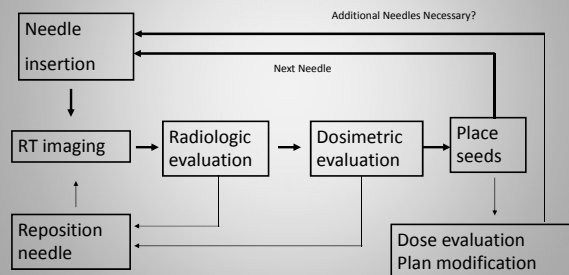 Additional Needles Necessary?
Needle
insertion
Next Needle
RT imaging
Radiologic
evaluation
Dosimetric
evaluation
Place
seeds
Reposition
needle
Dose evaluation
Plan modification